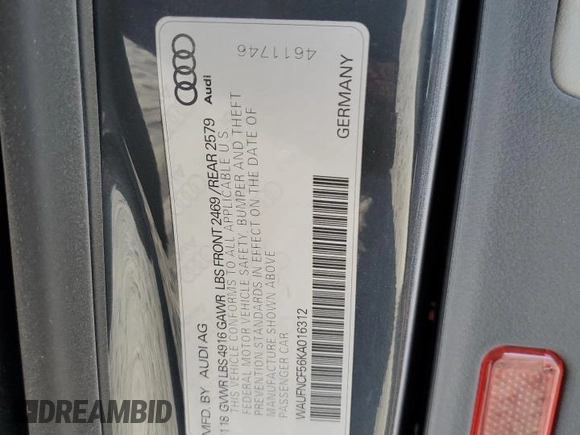 4611746
Audi
GERMANY
MFD. BY AUDI AG
118 GVWR LBS 4916 GAWR LBS FRONT 2469 / REAR 2579
THIS VEHICLE CONFORMS TO ALL APPLICABLE U S
FEDERAL MOTOR VEHICLE SAFETY, BUMPER AND THEFT
PREVENTION STANDARDS IN EFFECT ON THE DATE OF
MANUFACTURE SHOWN ABOVE
PASSENGER CAR
WAUFNCF56KA016312
DREAMBID